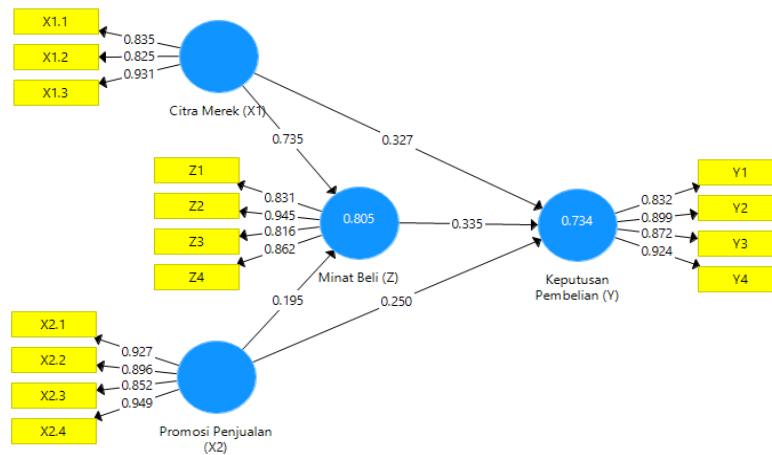 X1.1
0.835
X1.2
0.825
X1.3
0.931
Citra Merek (X1)
0.735
0.327
Z1
0.831
Z2
0.945
Z3
0.816
Z4
0.862
0.805
Minat Beli (Z)
0.335
0.734
Keputusan
Pembelian (Y)
Y1
0.832
Y2
0.899
Y3
0.872
Y4
0.924
0.195
0.250
X2.1
0.927
X2.2
0.896
X2.3
0.852
X2.4
0.949
Promosi Penjualan
(X2)